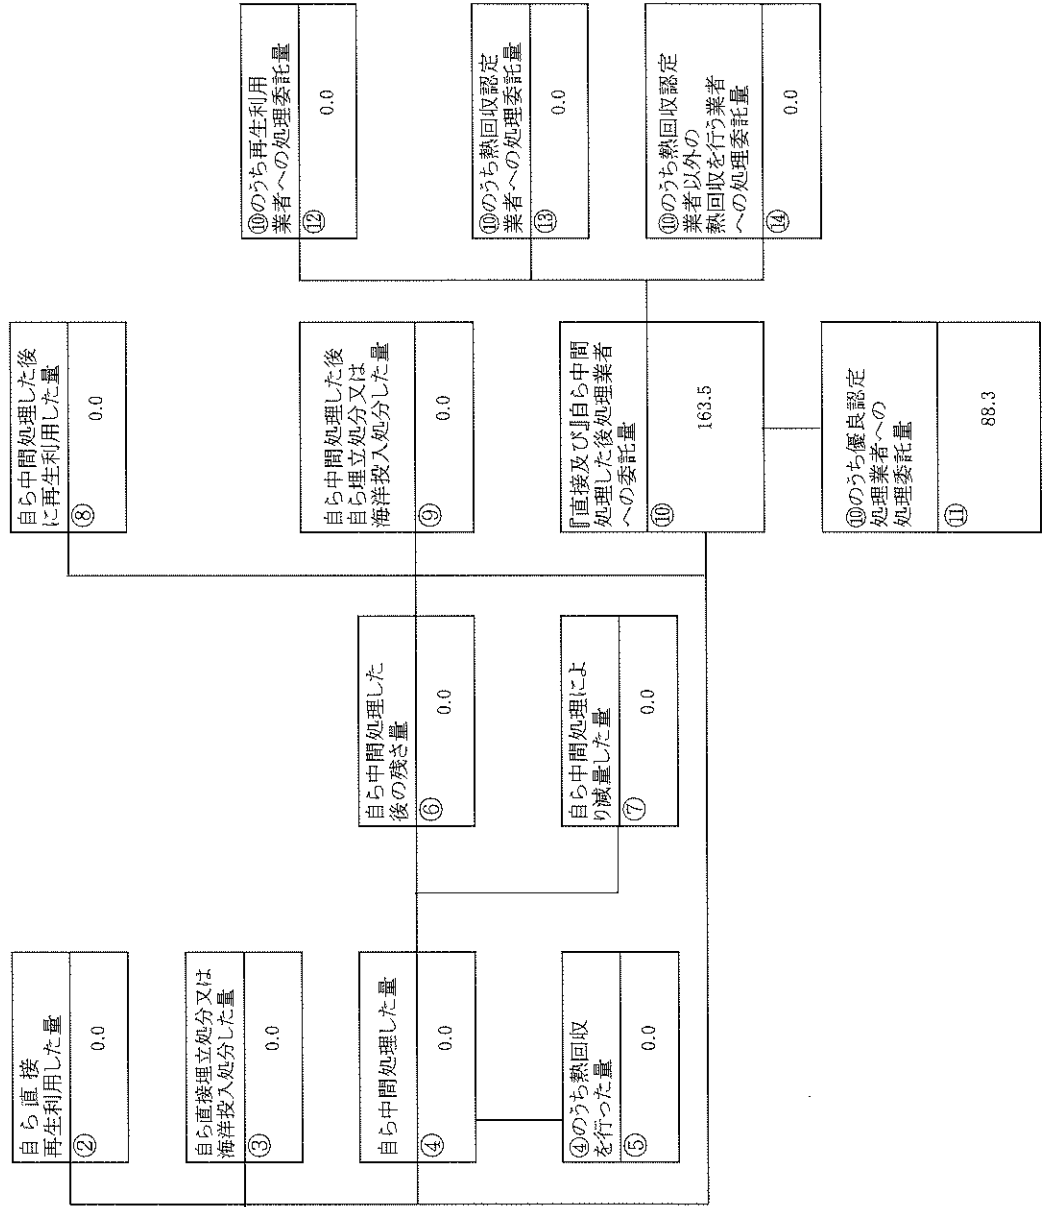 自 ら 直 接
再生利用した量
②
0.0
自ら直接埋立処分又は
海洋投入処分した量
③
0.0
自ら中間処理した量
④
0.0
④のうち熱回収
を行った量
⑤
0.0
自ら中間処理した
後の残さ量
⑥
0.0
自ら中間処理によ
り減量した量
⑦
0.0
自ら中間処理した後
に再生利用した量
⑧
0.0
自ら中間処理した後
自ら埋立処分又は
海洋投入処分した量
⑨
0.0
『直接及び』自ら中間
処理した後処理業者
への委託量
⑩
163.5
⑩のうち優良認定
処理業者への
処理委託量
⑪
88.3
⑩のうち再生利用
業者への処理委託量
⑫
0.0
⑩のうち熱回収認定
業者への処理委託量
⑬
0.0
⑩のうち熱回収認定
業者以外の
熱回収を行う業者
への処理委託量
⑭
0.0